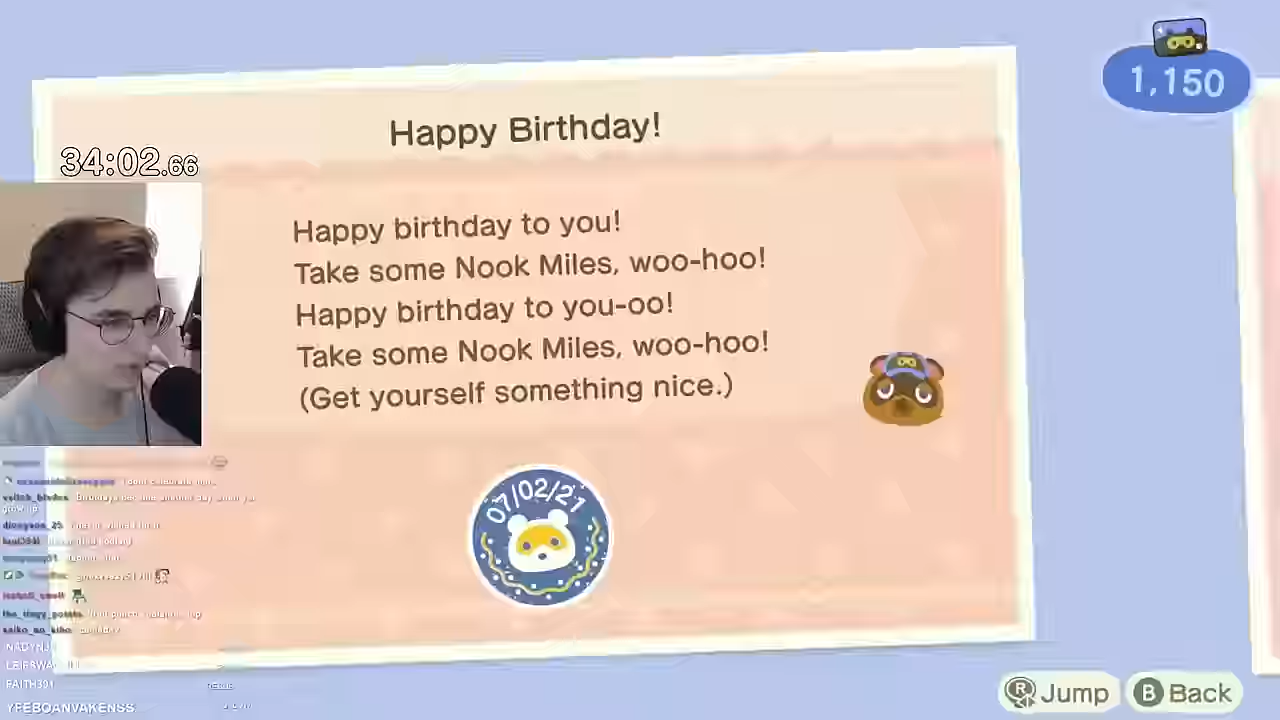 1,150
Happy Birthday!
34:02.66
Happy birthday to you!
Take some Nook Miles, woo-hoo!
Happy birthday to you-oo!
Take some Nook Miles, woo-hoo!
(Get yourself something nice.)
07/02/21
YFEBOANVAKENSS
R Jump
B Back